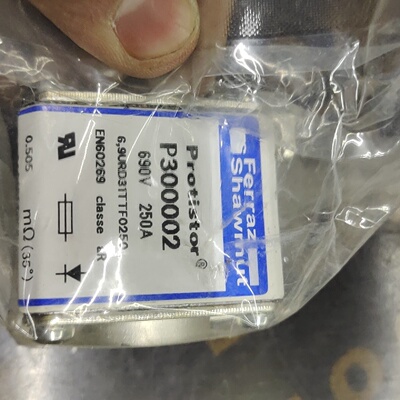 Ferraz
Shawmut
Protistor®
P300002
690V 250A
6,9URD31TTF0250
EN60269 classe aR
0.505 mΩ (35°)